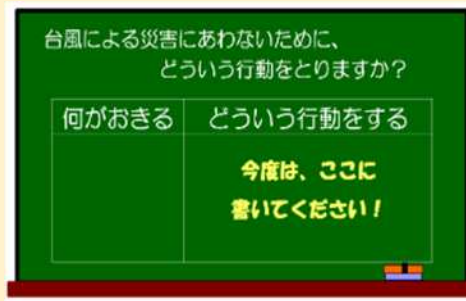 台風による災害にあわないために、
どういう行動をとりますか？
何がおきる
どういう行動をする
今度は、ここに
書いてください！